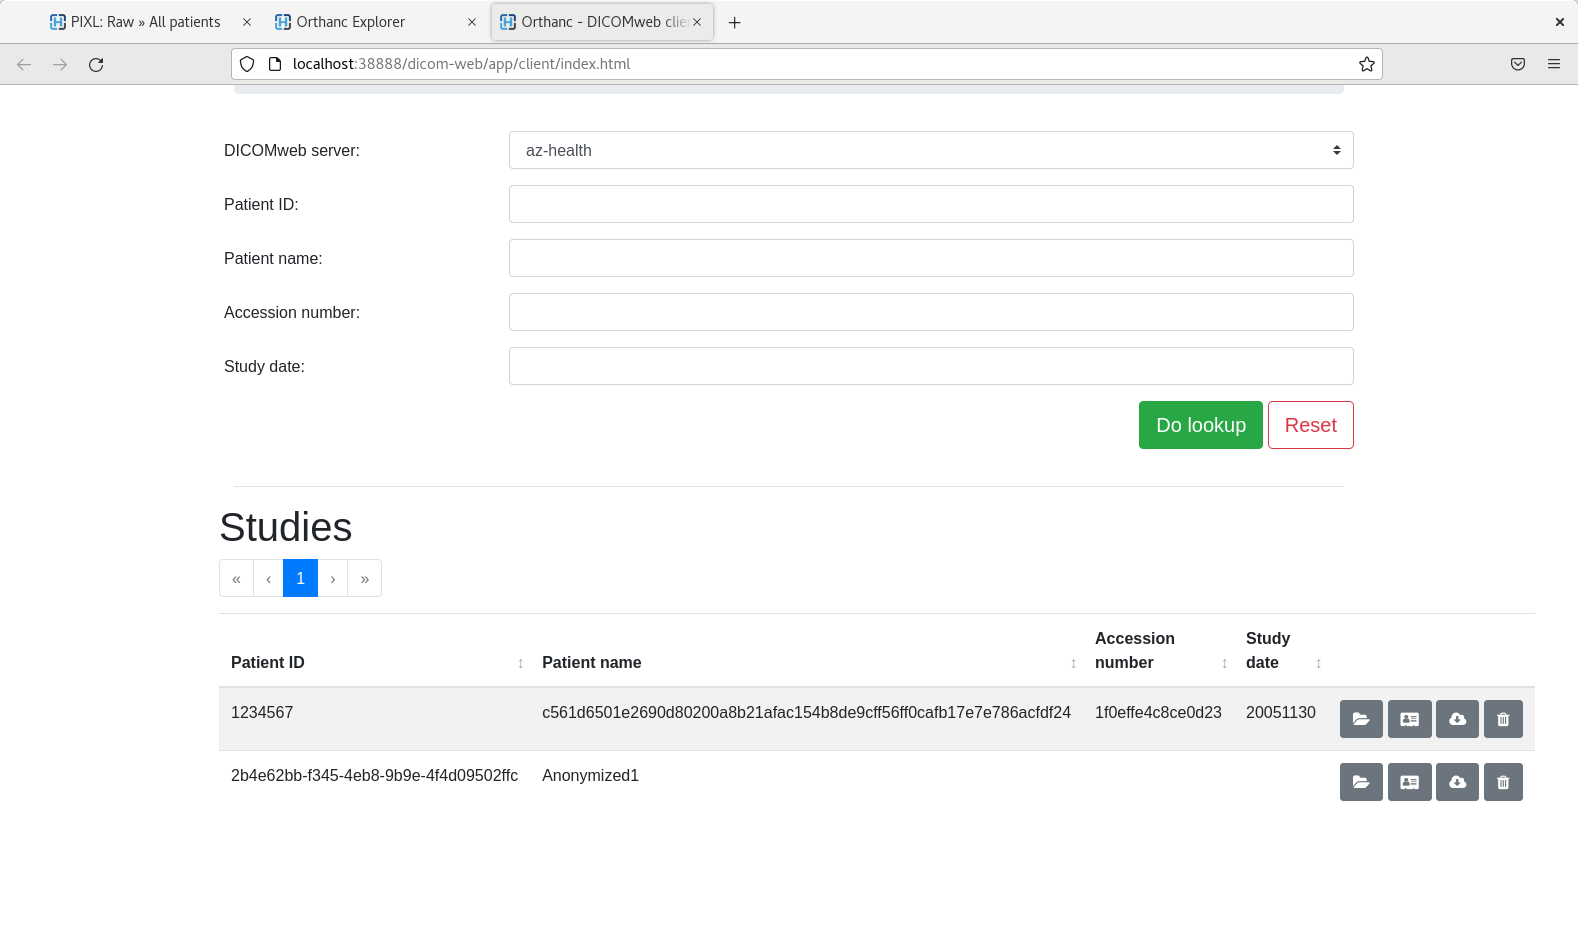 PIXL: Raw » All patients
Orthanc Explorer
Orthanc - DICOMweb clie
localhost:38888/dicom-web/app/client/index.html
DICOMweb server:
az-health
Patient ID:
Patient name:
Accession number:
Study date:
Do lookup
Reset
Studies
« ‹ 1 › »
Patient ID Patient name Accession number Study date
1234567 c561d6501e2690d80200a8b21afac154b8de9cff56ff0cafb17e7e786acfdf24 1f0effe4c8ce0d23 20051130
2b4e62bb-f345-4eb8-9b9e-4f4d09502ffc Anonymized1